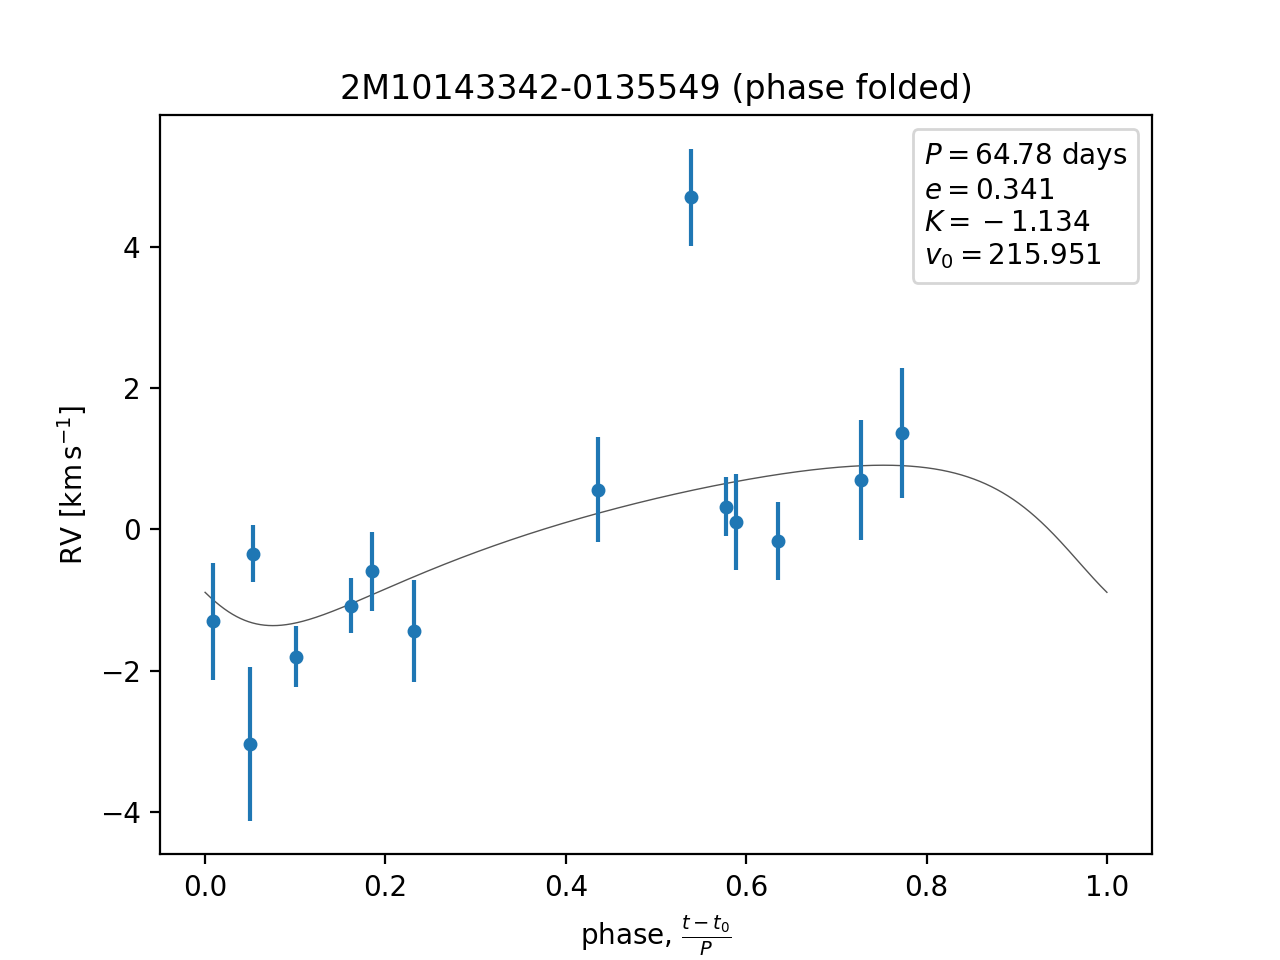 2M10143342-0135549 (phase folded)
P = 64.78 days
e = 0.341
K = −1.134
v₀ = 215.951
RV [km s⁻¹]
4
2
0
−2
−4
0.0 0.2 0.4 0.6 0.8 1.0
phase, (t − t₀)/P